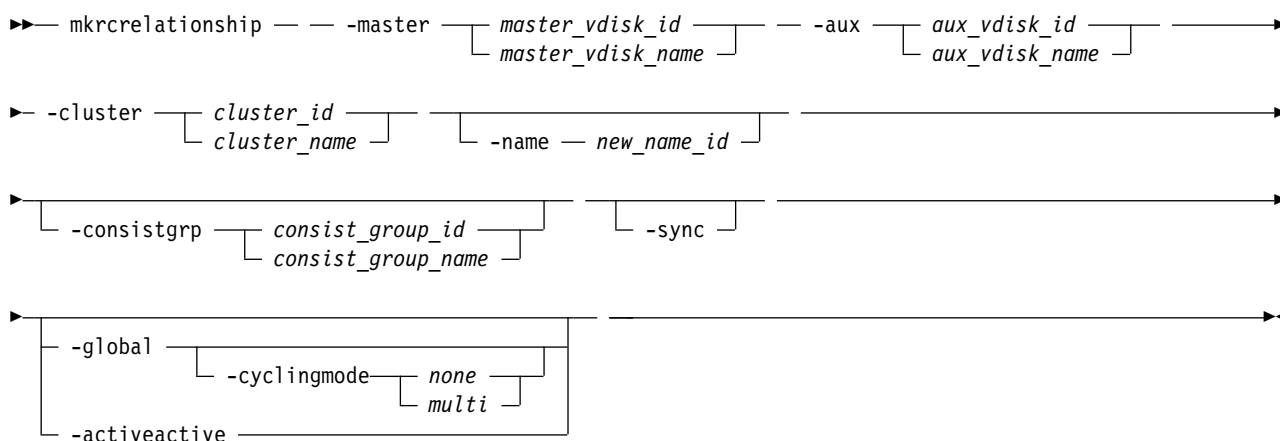 mkrcrelationship -master master_vdisk_id -aux aux_vdisk_id
master_vdisk_name aux_vdisk_name
-cluster cluster_id
cluster_name -name new_name_id
-consistgrp consist_group_id -sync
consist_group_name
-global
-cyclingmode none
multi
-activeactive